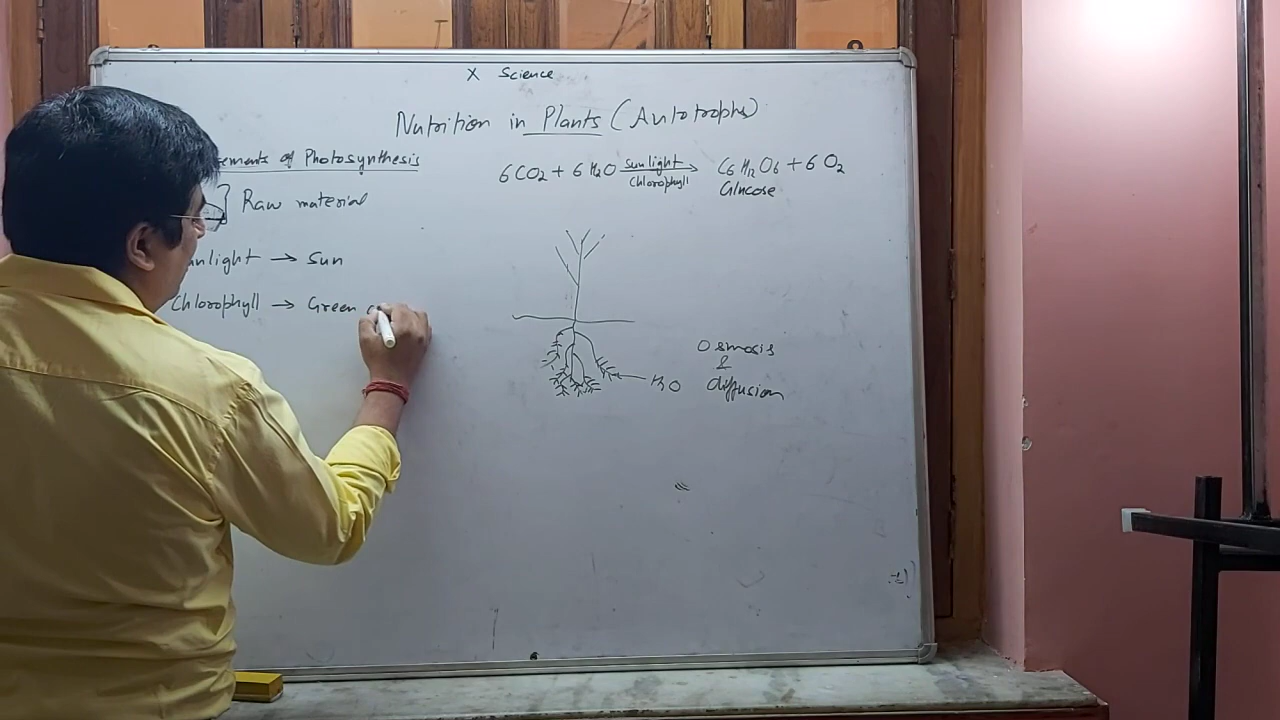 X Science
Nutrition in Plants (Autotrophs)
ements of Photosynthesis
6CO2 + 6H2O Sunlight Chlorophyll C6H12O6 + 6O2
Glucose
} Raw material
unlight → Sun
Chlorophyll → Green
H2O
Osmosis
&
diffusion